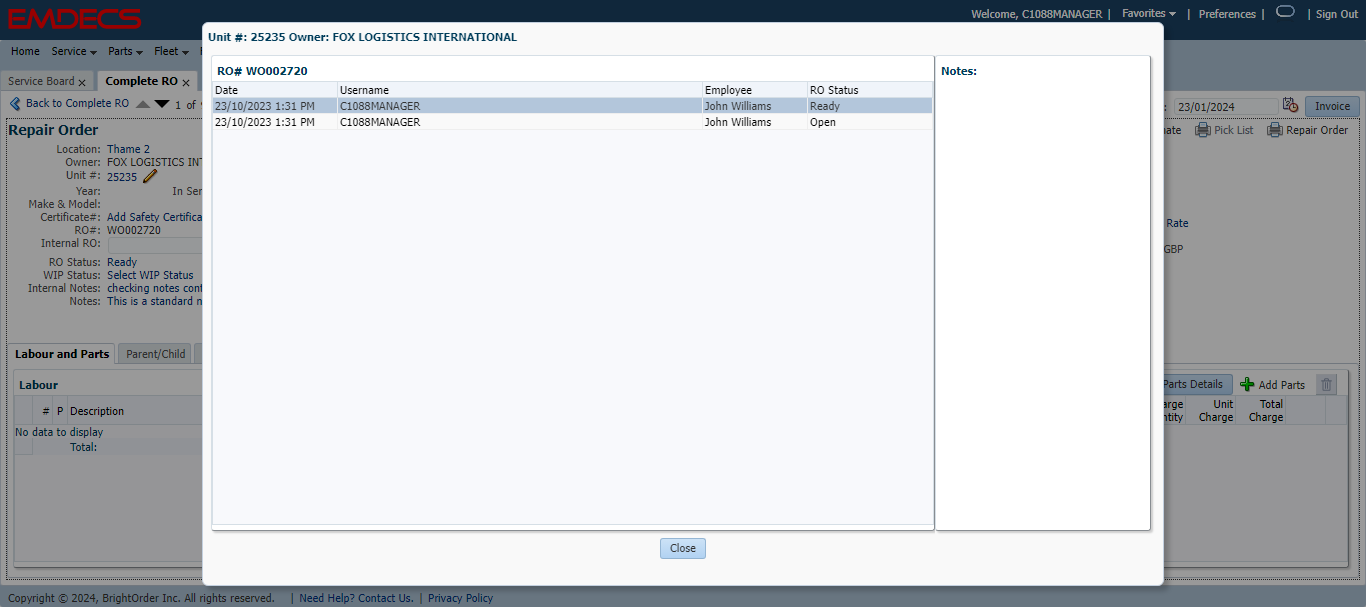 EMDECS
Welcome, C1088MANAGER | Favorites | Preferences | | Sign Out
Home Service Parts Fleet
Service Board x Complete RO x
Back to Complete RO 1 of
23/01/2024 Invoice
Pick List Repair Order
Repair Order
Location: Thame 2
Owner: FOX LOGISTICS INT
Unit #: 25235
Year: In Ser
Make & Model:
Certificate#: Add Safety Certifica
RO#: WO002720
Internal RO:
RO Status: Ready
WIP Status: Select WIP Status
Internal Notes: checking notes cont
Notes: This is a standard n
Rate
GBP
Labour and Parts Parent/Child
Labour
# P Description
No data to display
Total:
Parts Details Add Parts
Unit Charge
Total Charge
Unit #: 25235 Owner: FOX LOGISTICS INTERNATIONAL
RO# WO002720
Date Username Employee RO Status
23/10/2023 1:31 PM C1088MANAGER John Williams Ready
23/10/2023 1:31 PM C1088MANAGER John Williams Open
Notes:
Close
Copyright © 2024, BrightOrder Inc. All rights reserved. | Need Help? Contact Us. | Privacy Policy